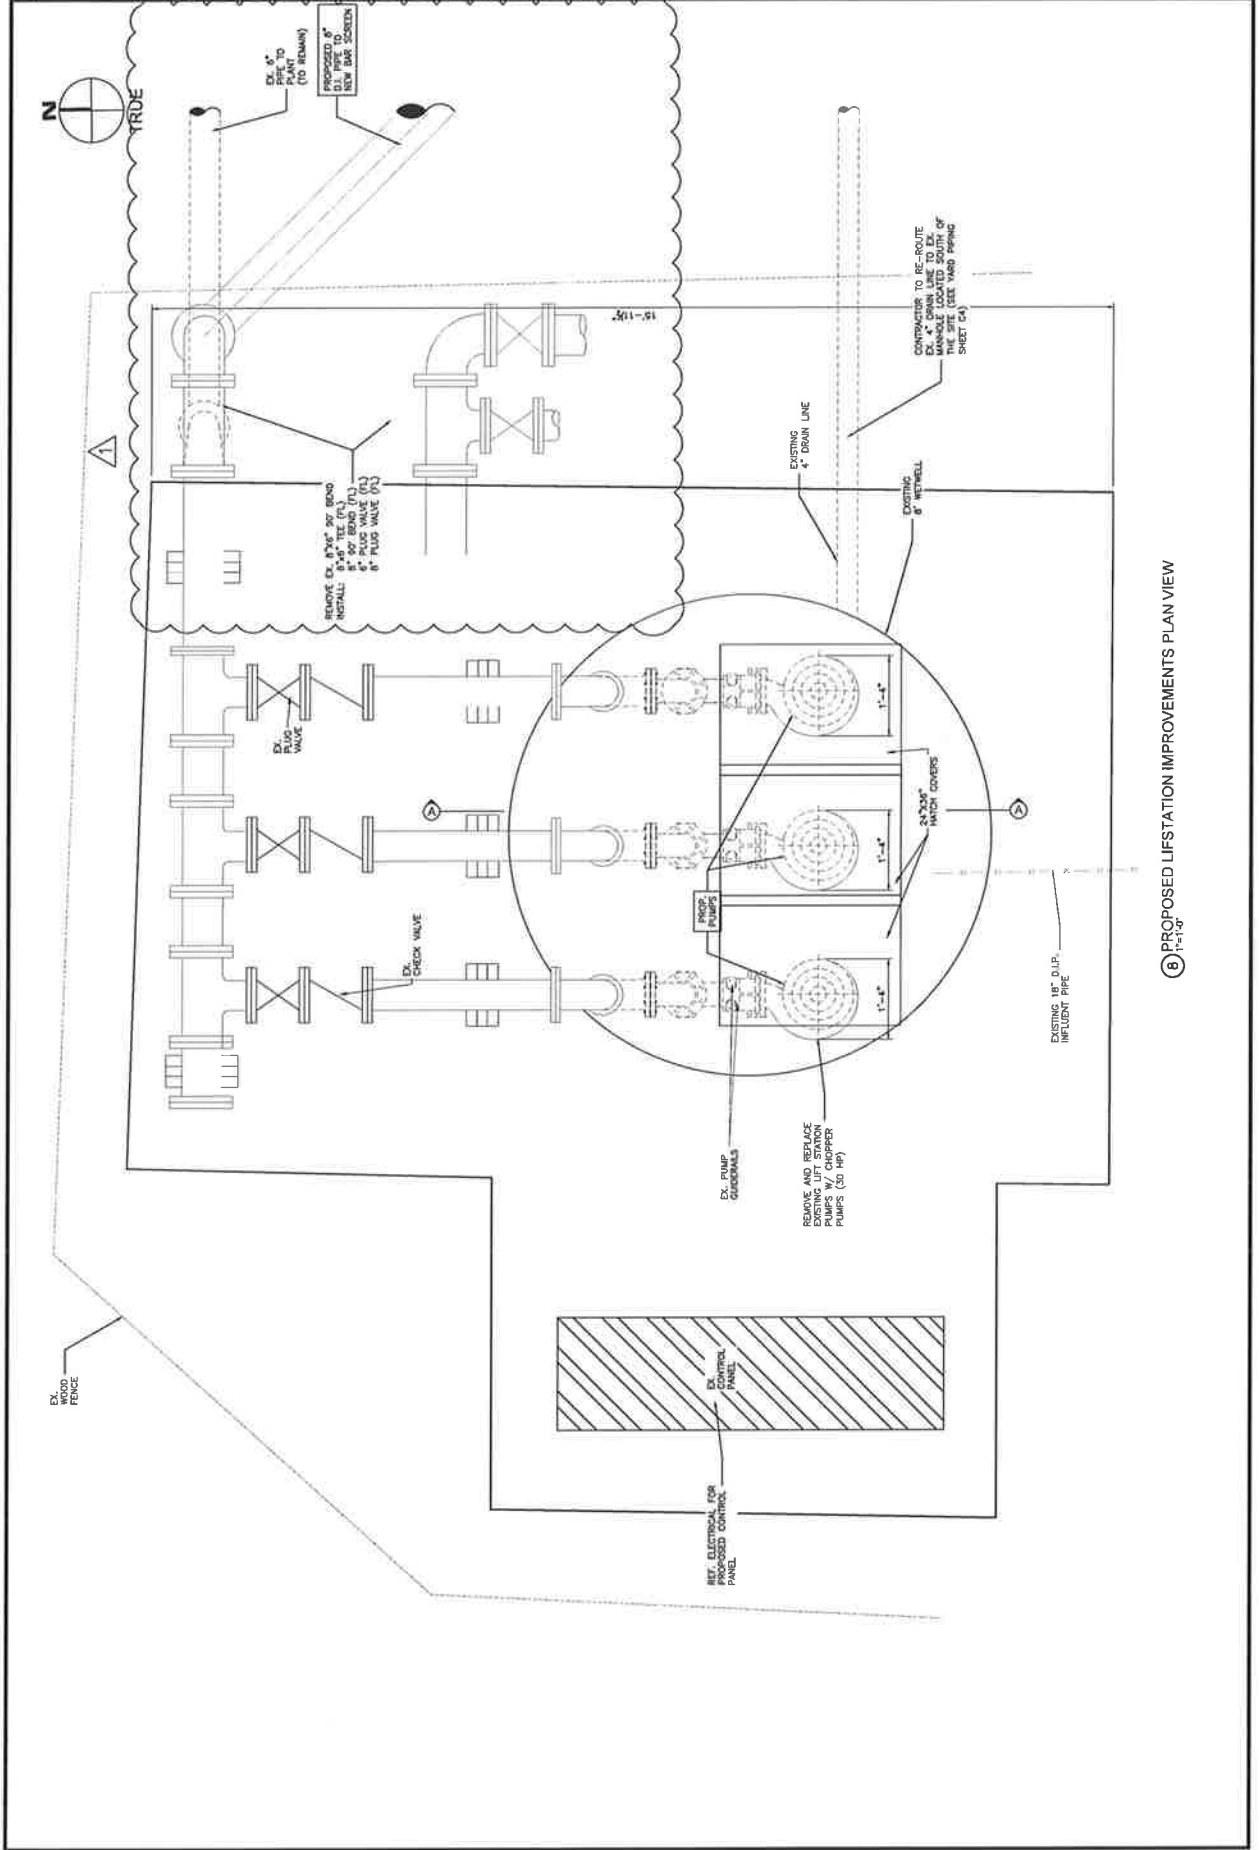 N
TRUE
EX. 6"
PIPE TO
PLANT
(TO REMAIN)
PROPOSED 8"
D.I. PIPE TO
NEW BAR SCREEN
1
15'-11½"
REMOVE EX. 8"X6" 90° BEND
INSTALL: 8"x6" TEE (FL)
8" 90° BEND (FL)
6" PLUG VALVE (FL)
8" PLUG VALVE (FL)
CONTRACTOR TO RE-ROUTE
EX. 4" DRAIN LINE TO EX.
MANHOLE LOCATED SOUTH OF
THE SITE (SEE YARD PIPING
SHEET C4)
EXISTING
4" DRAIN LINE
EXISTING
8' WETWELL
EX.
PLUG
VALVE
A
1'-4"
24"X36"
HATCH COVERS
A
1'-4"
PROP.
PUMPS
EX.
CHECK VALVE
1'-4"
EXISTING 18" D.I.P.
INFLUENT PIPE
EX. PUMP
GUIDERAILS
REMOVE AND REPLACE
EXISTING LIFT STATION
PUMPS W/ CHOPPER
PUMPS (30 HP)
EX.
WOOD
FENCE
EX.
CONTROL
PANEL
REF. ELECTRICAL FOR
PROPOSED CONTROL
PANEL
8 PROPOSED LIFSTATION IMPROVEMENTS PLAN VIEW
1"=1'-0"